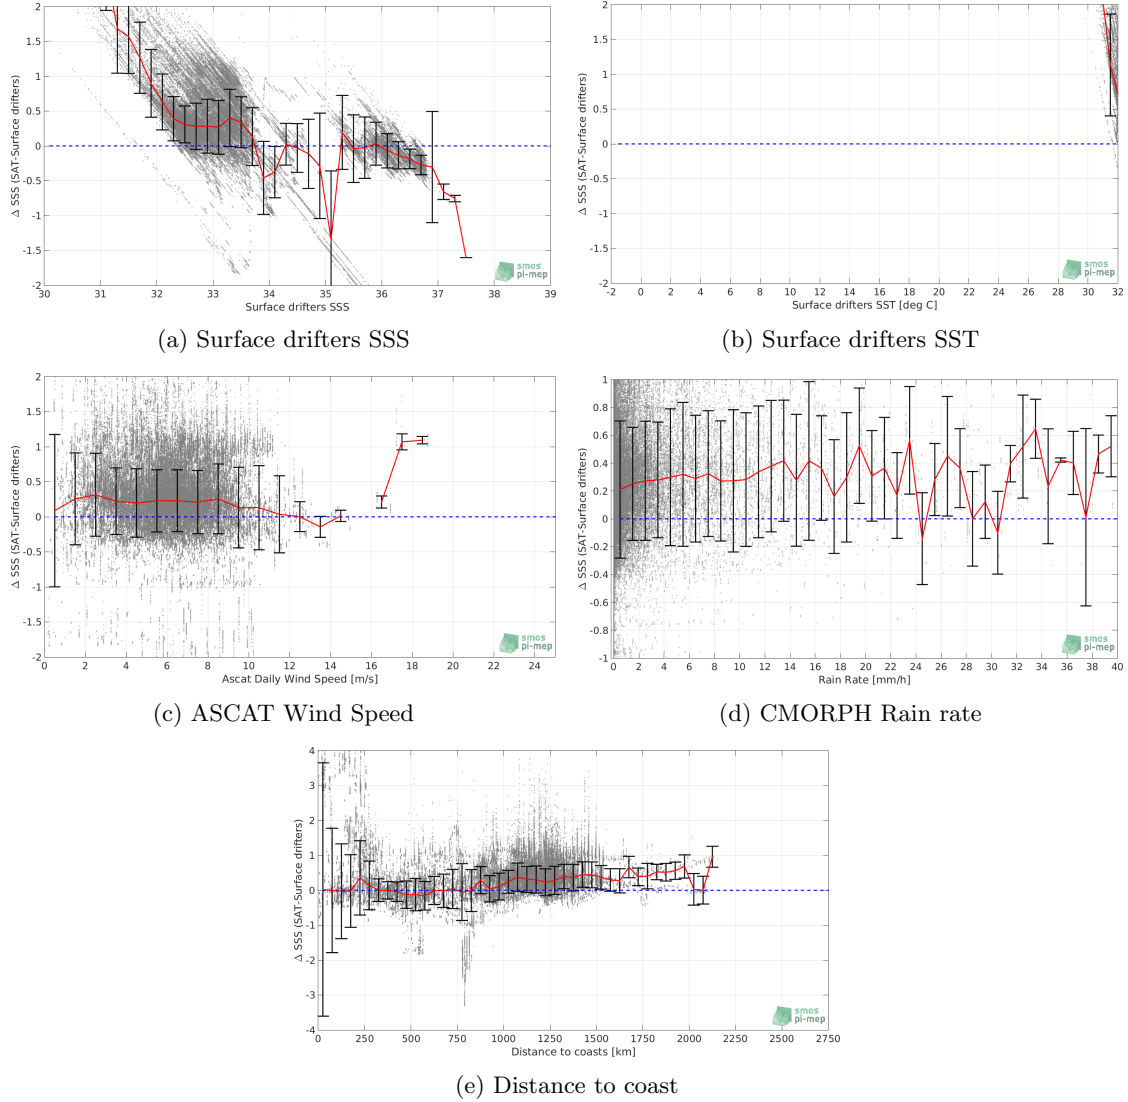 2
1.5
1
0.5
0
-0.5
-1
-1.5
-2
Δ SSS (SAT-Surface drifters)
30 31 32 33 34 35 36 37 38 39
Surface drifters SSS
smos
pi-mep
(a) Surface drifters SSS
2
1.5
1
0.5
0
-0.5
-1
-1.5
-2
Δ SSS (SAT-Surface drifters)
-2 0 2 4 6 8 10 12 14 16 18 20 22 24 26 28 30 32
Surface drifters SST [deg C]
smos
pi-mep
(b) Surface drifters SST
2
1.5
1
0.5
0
-0.5
-1
-1.5
-2
Δ SSS (SAT-Surface drifters)
0 2 4 6 8 10 12 14 16 18 20 22 24
Ascat Daily Wind Speed [m/s]
smos
pi-mep
(c) ASCAT Wind Speed
1
0.8
0.6
0.4
0.2
0
-0.2
-0.4
-0.6
-0.8
-1
Δ SSS (SAT-Surface drifters)
0 2 4 6 8 10 12 14 16 18 20 22 24 26 28 30 32 34 36 38 40
Rain Rate [mm/h]
smos
pi-mep
(d) CMORPH Rain rate
4
3
2
1
0
-1
-2
-3
-4
Δ SSS (SAT-Surface drifters)
0 250 500 750 1000 1250 1500 1750 2000 2250 2500 2750
Distance to coasts [km]
smos
pi-mep
(e) Distance to coast